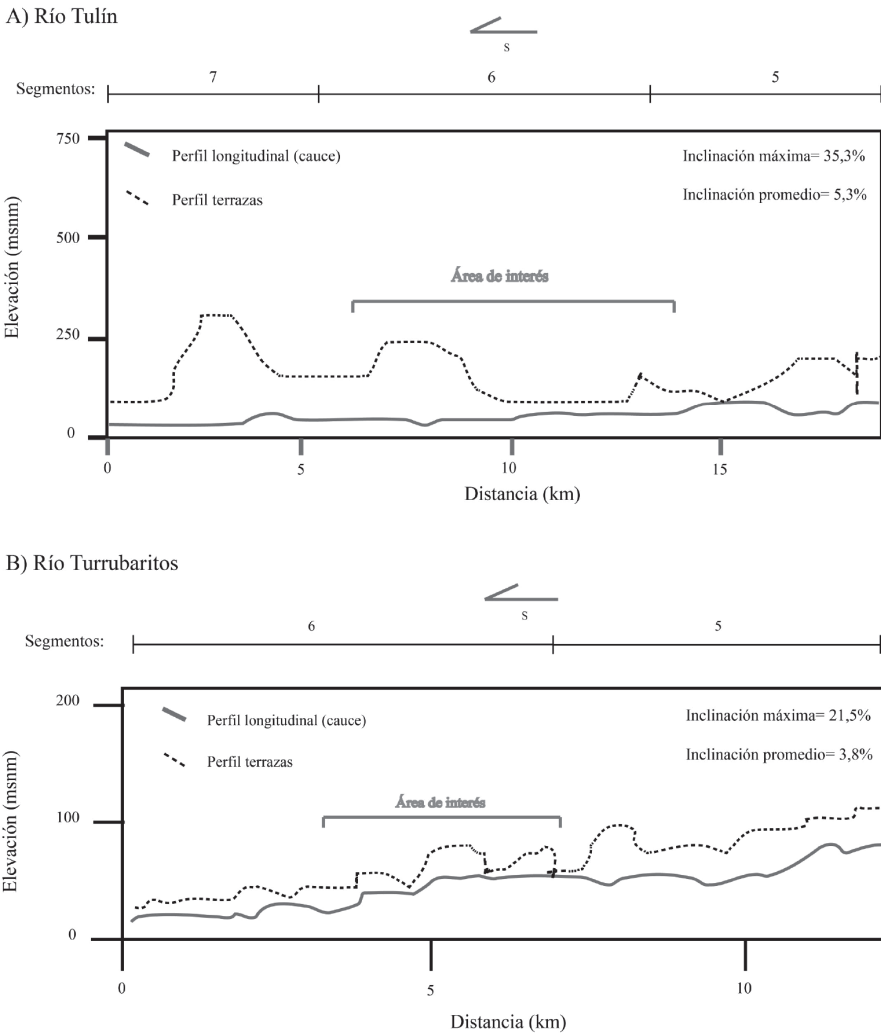 A) Río Tulín
S
7 6 5
Segmentos:
750
Perfil longitudinal (cauce) Inclinación máxima= 35,3%
Perfil terrazas Inclinación promedio= 5,3%
500
Elevación (msnm)
Área de interés
250
0
0 5 10 15
Distancia (km)
B) Río Turrubaritos
S
6 5
Segmentos:
200
Perfil longitudinal (cauce) Inclinación máxima= 21,5%
Perfil terrazas Inclinación promedio= 3,8%
Área de interés
100
Elevación (msnm)
0
0 5 10
Distancia (km)